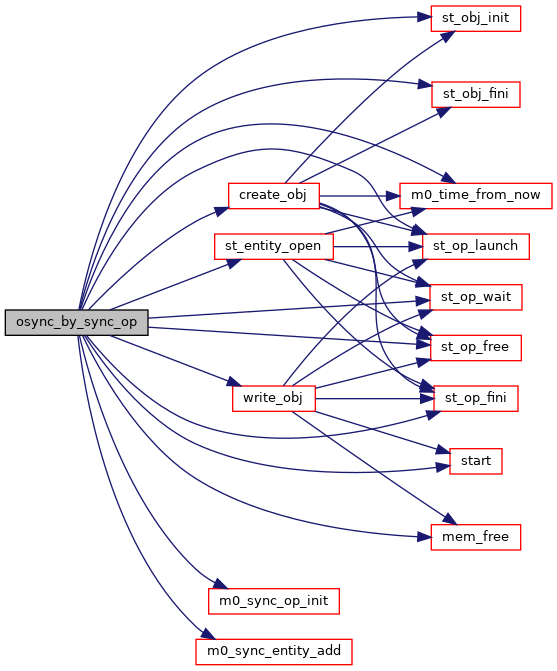 st_obj_init
st_obj_fini
create_obj
m0_time_from_now
st_entity_open
st_op_launch
st_op_wait
osync_by_sync_op
st_op_free
write_obj
st_op_fini
start
mem_free
m0_sync_op_init
m0_sync_entity_add